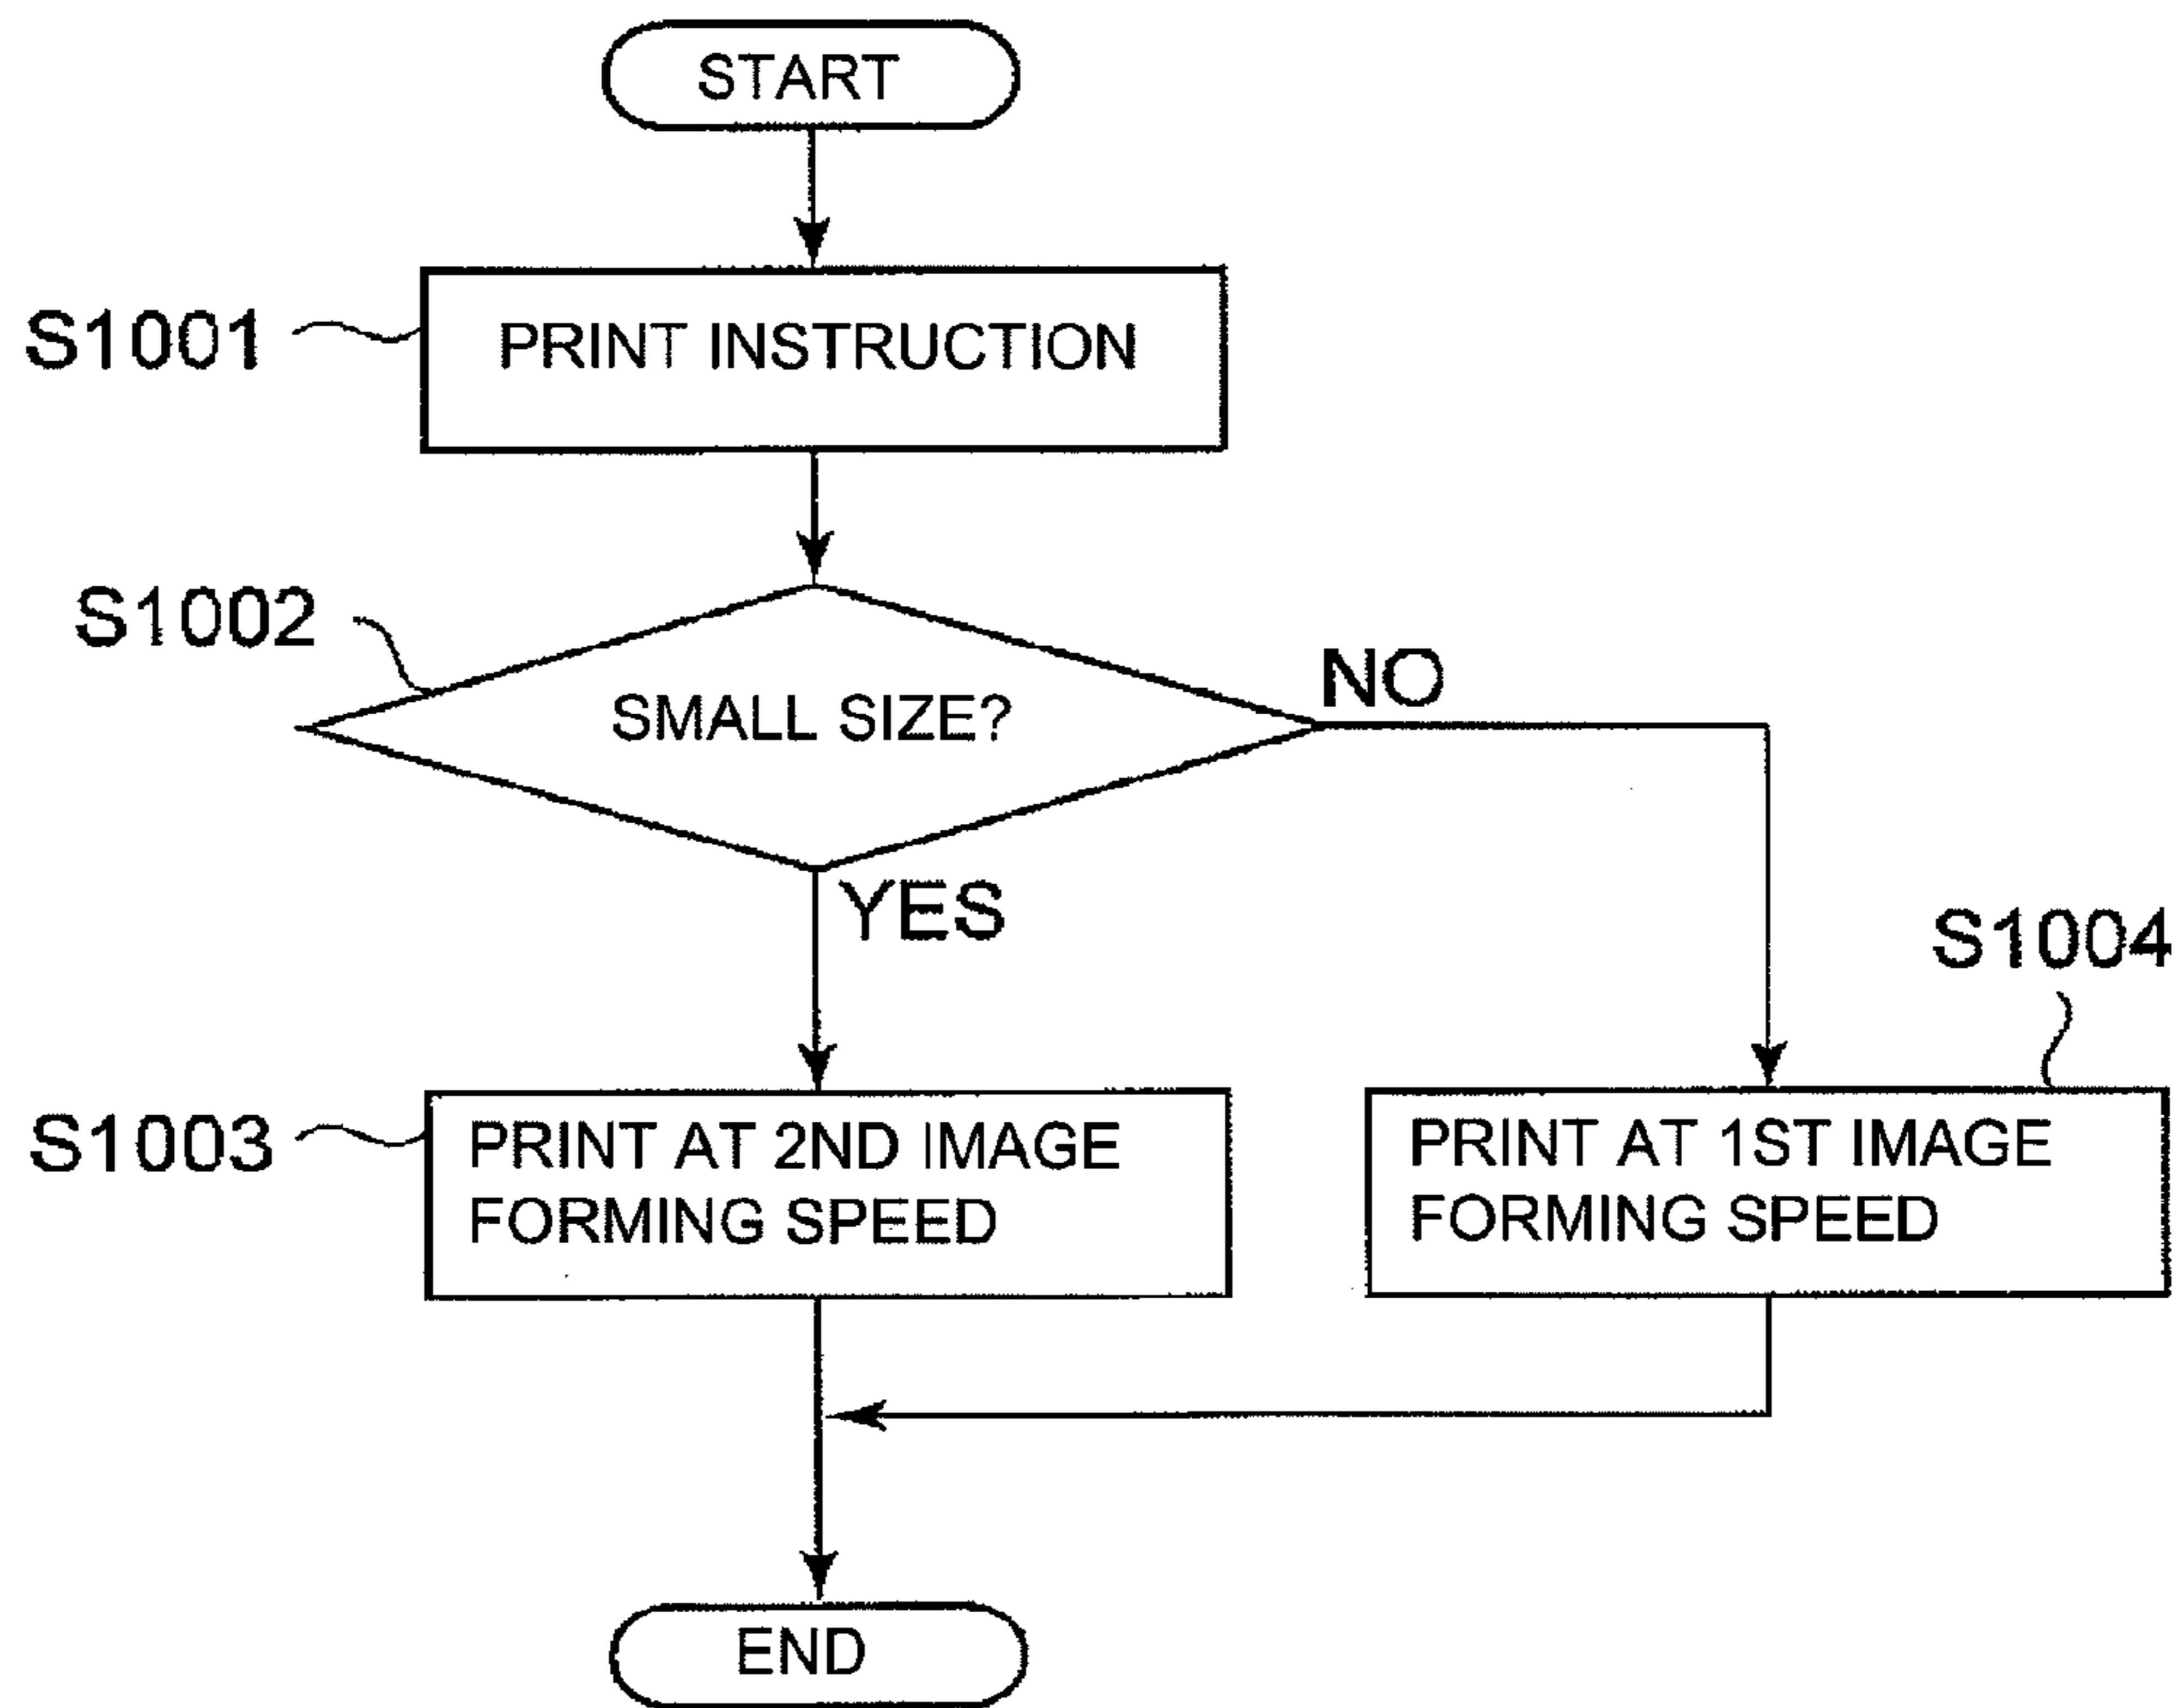 START
S1001
PRINT INSTRUCTION
S1002
SMALL SIZE?
NO
YES
S1004
S1003
PRINT AT 2ND IMAGE
FORMING SPEED
PRINT AT 1ST IMAGE
FORMING SPEED
END